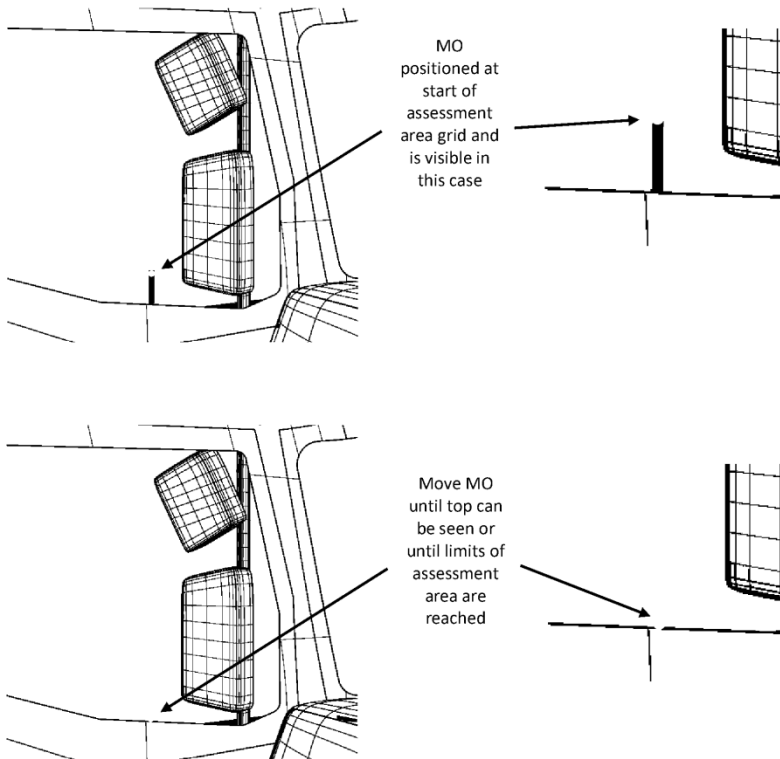 MO
positioned at
start of
assessment
area grid and
is visible in
this case
Move MO
until top can
be seen or
until limits of
assessment
area are
reached